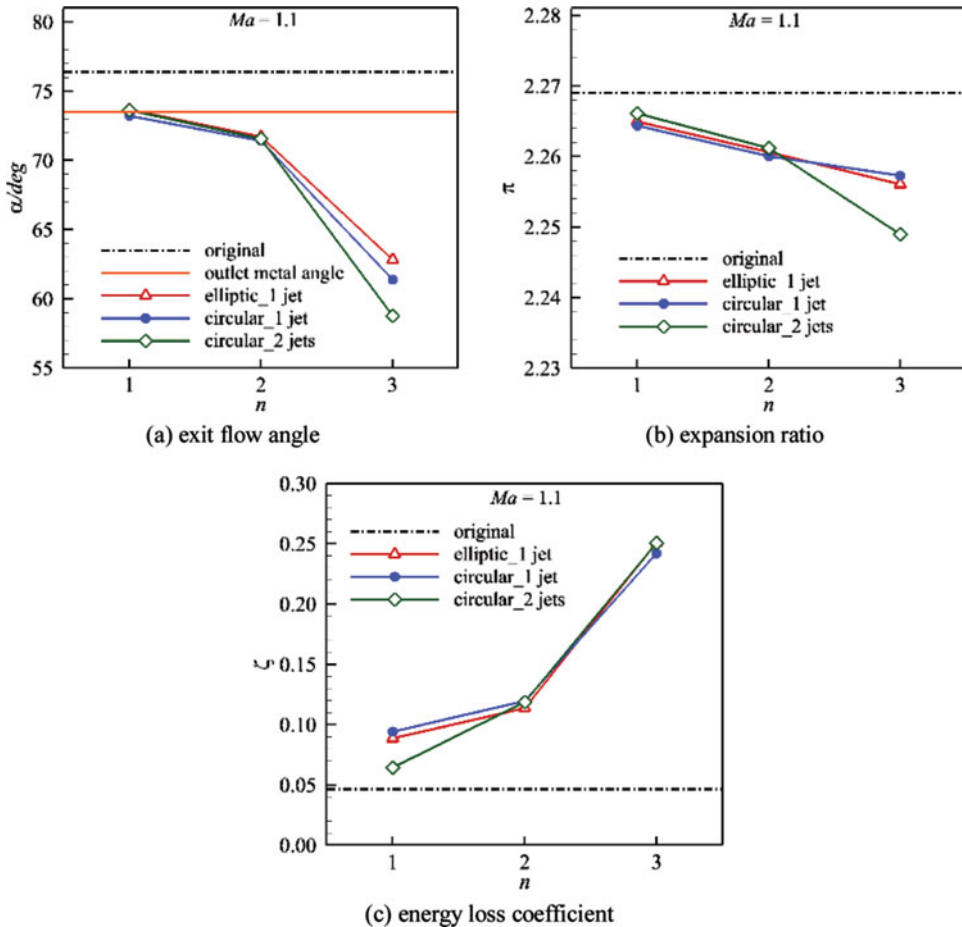 Ma = 1.1
80
75
70
65
60
55
α/deg
original
outlet metal angle
elliptic_1 jet
circular_1 jet
circular_2 jets
1 2 3
n
(a) exit flow angle
Ma = 1.1
2.28
2.27
2.26
2.25
2.24
2.23
π
original
elliptic_1 jet
circular_1 jet
circular_2 jets
1 2 3
n
(b) expansion ratio
Ma = 1.1
0.30
0.25
0.20
0.15
0.10
0.05
0.00
ζ
original
elliptic_1 jet
circular_1 jet
circular_2 jets
1 2 3
n
(c) energy loss coefficient